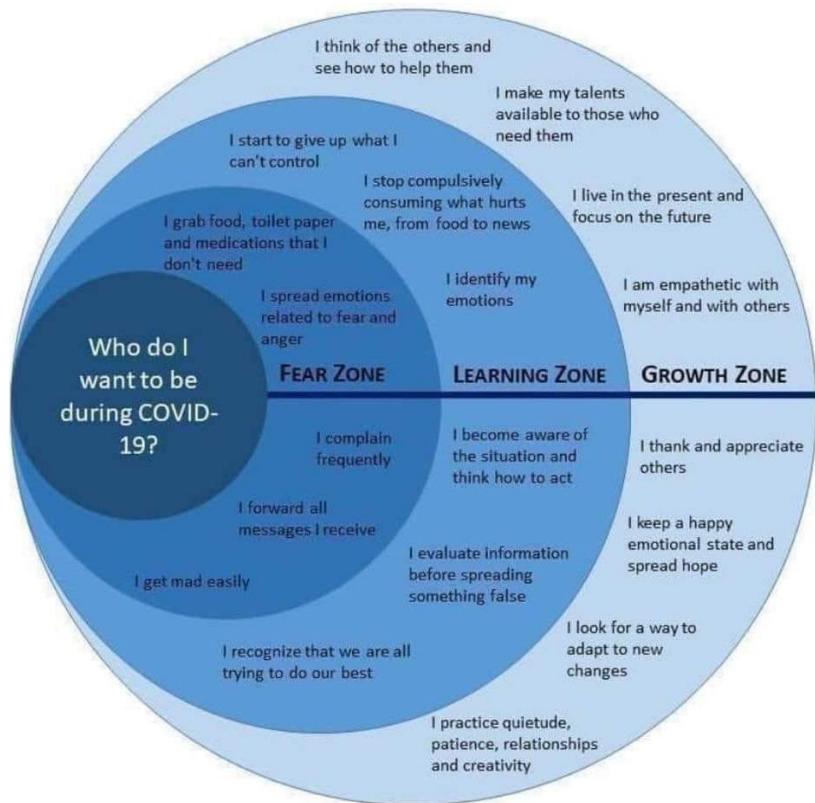 I think of the others and
see how to help them
I make my talents
available to those who
need them
I start to give up what I
can't control
I stop compulsively
consuming what hurts
me, from food to news
I live in the present and
focus on the future
I grab food, toilet paper
and medications that I
don't need
I identify my
emotions
I am empathetic with
myself and with others
I spread emotions
related to fear and
anger
Who do I
want to be
during COVID-
19?
FEAR ZONE
LEARNING ZONE
GROWTH ZONE
I complain
frequently
I become aware of
the situation and
think how to act
I thank and appreciate
others
I forward all
messages I receive
I keep a happy
emotional state and
spread hope
I evaluate information
before spreading
something false
I get mad easily
I look for a way to
adapt to new
changes
I recognize that we are all
trying to do our best
I practice quietude,
patience, relationships
and creativity